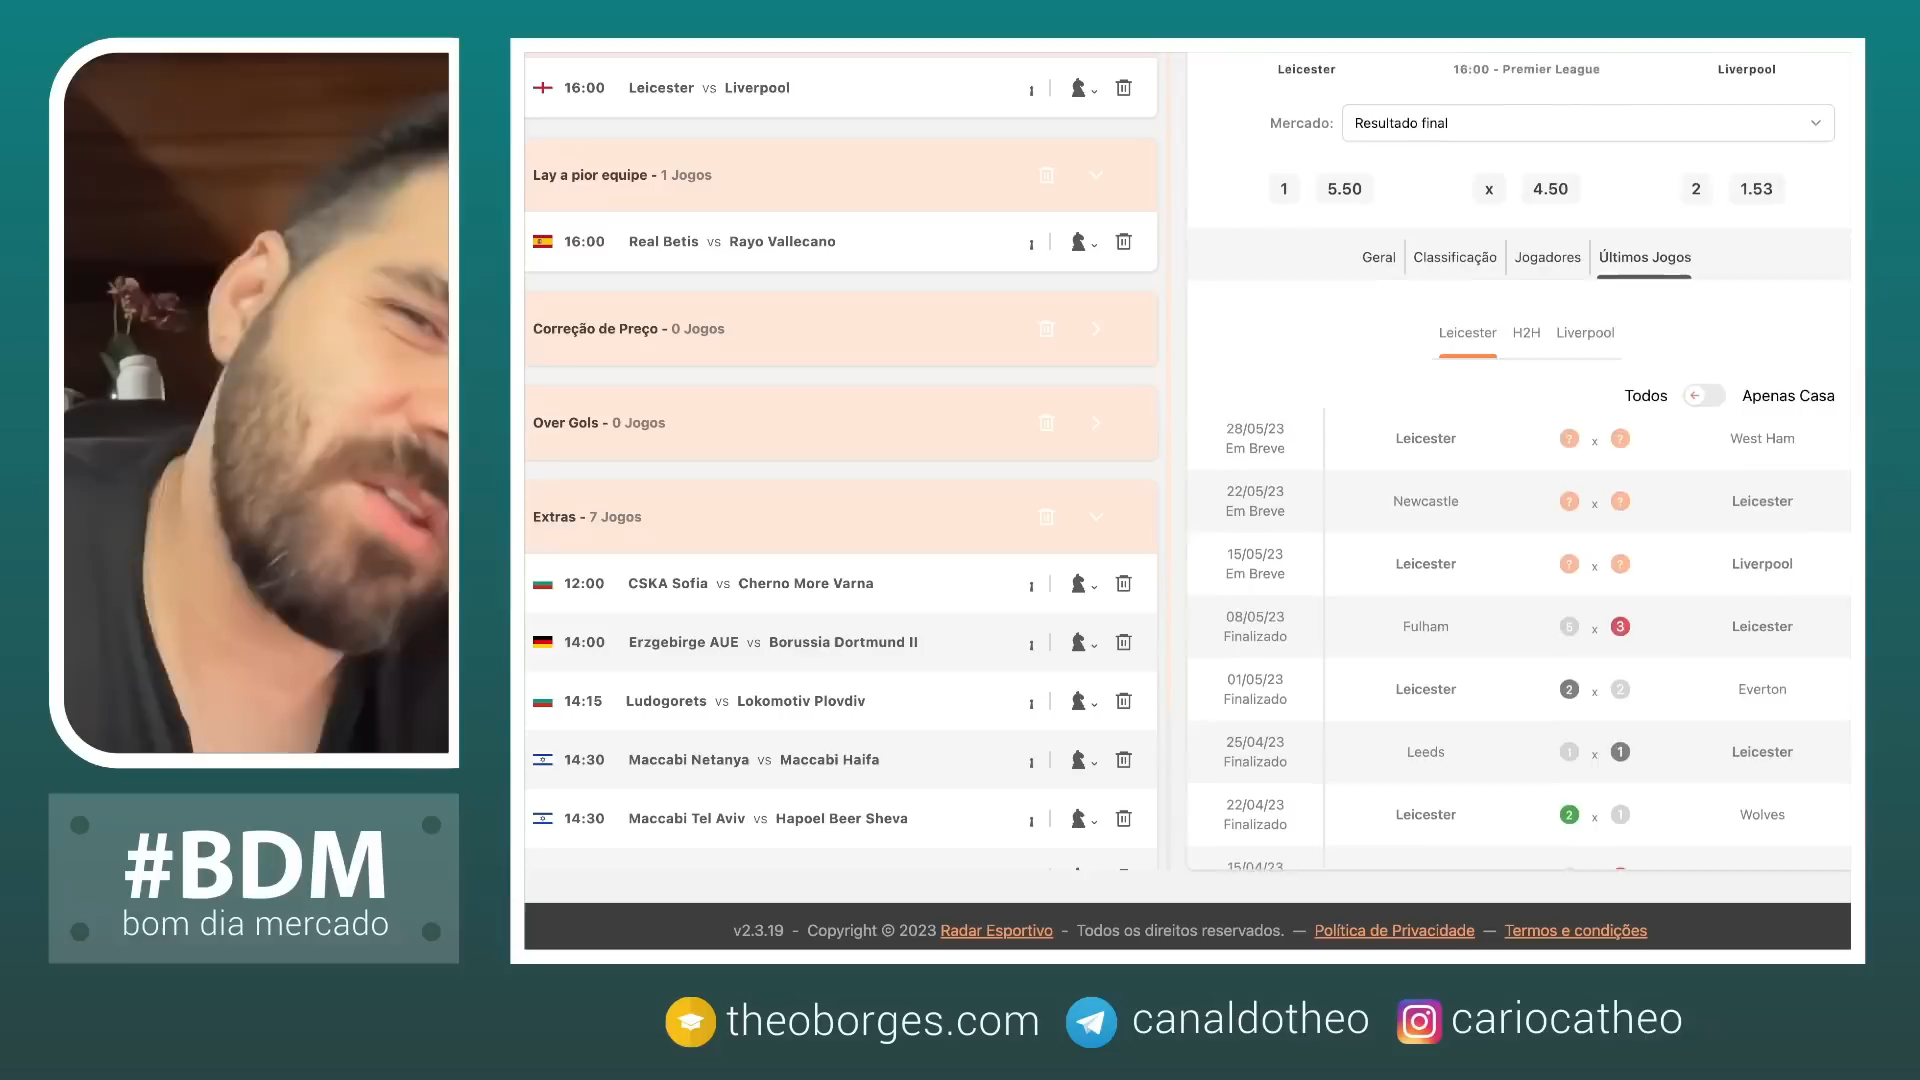 16:00 Leicester vs Liverpool
Lay a pior equipe - 1 Jogos
16:00 Real Betis vs Rayo Vallecano
Correção de Preço - 0 Jogos
Over Gols - 0 Jogos
Extras - 7 Jogos
12:00 CSKA Sofia vs Cherno More Varna
14:00 Erzgebirge AUE vs Borussia Dortmund II
14:15 Ludogorets vs Lokomotiv Plovdiv
14:30 Maccabi Netanya vs Maccabi Haifa
14:30 Maccabi Tel Aviv vs Hapoel Beer Sheva
Leicester 16:00 - Premier League Liverpool
Mercado: Resultado final
1 5.50 x 4.50 2 1.53
Geral Classificação Jogadores Últimos Jogos
Leicester H2H Liverpool
Todos Apenas Casa
28/05/23
Em Breve
Leicester ? x ? West Ham
22/05/23
Em Breve
Newcastle ? x ? Leicester
15/05/23
Em Breve
Leicester ? x ? Liverpool
08/05/23
Finalizado
Fulham 5 x 3 Leicester
01/05/23
Finalizado
Leicester 2 x 2 Everton
25/04/23
Finalizado
Leeds 1 x 1 Leicester
22/04/23
Finalizado
Leicester 2 x 1 Wolves
15/04/23
v2.3.19 - Copyright © 2023 Radar Esportivo - Todos os direitos reservados. — Política de Privacidade — Termos e condições
#BDM
bom dia mercado
theoborges.com canaldotheo cariocatheo